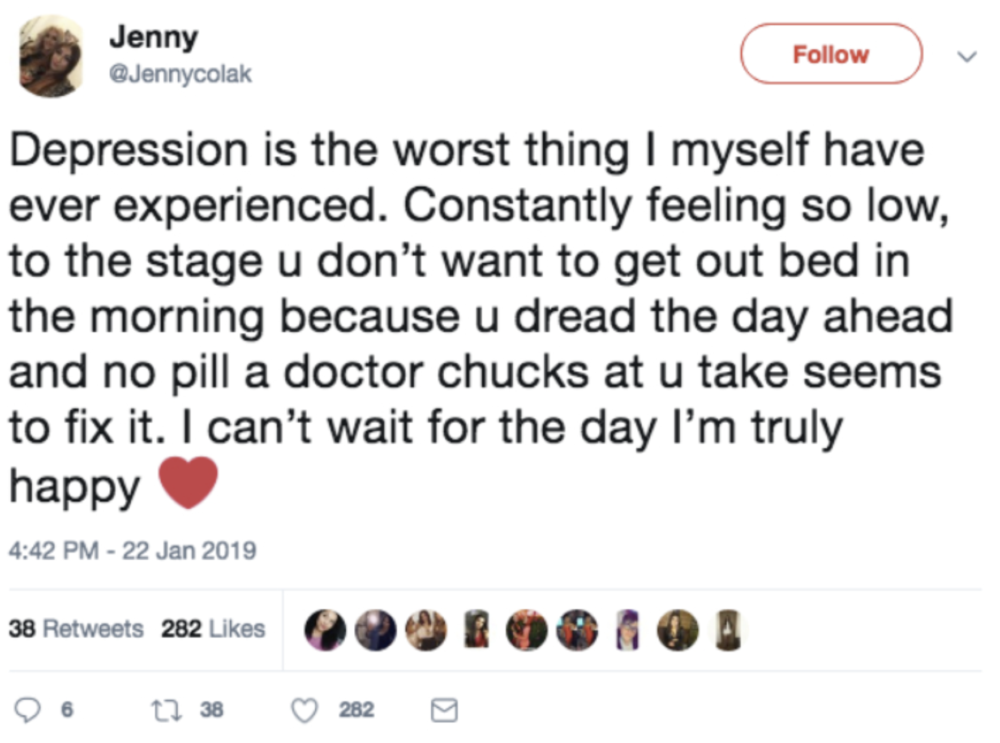 Jenny
@Jennycolak
Follow
Depression is the worst thing I myself have
ever experienced. Constantly feeling so low,
to the stage u don’t want to get out bed in
the morning because u dread the day ahead
and no pill a doctor chucks at u take seems
to fix it. I can’t wait for the day I’m truly
happy ❤
4:42 PM - 22 Jan 2019
38 Retweets 282 Likes
6 38 282